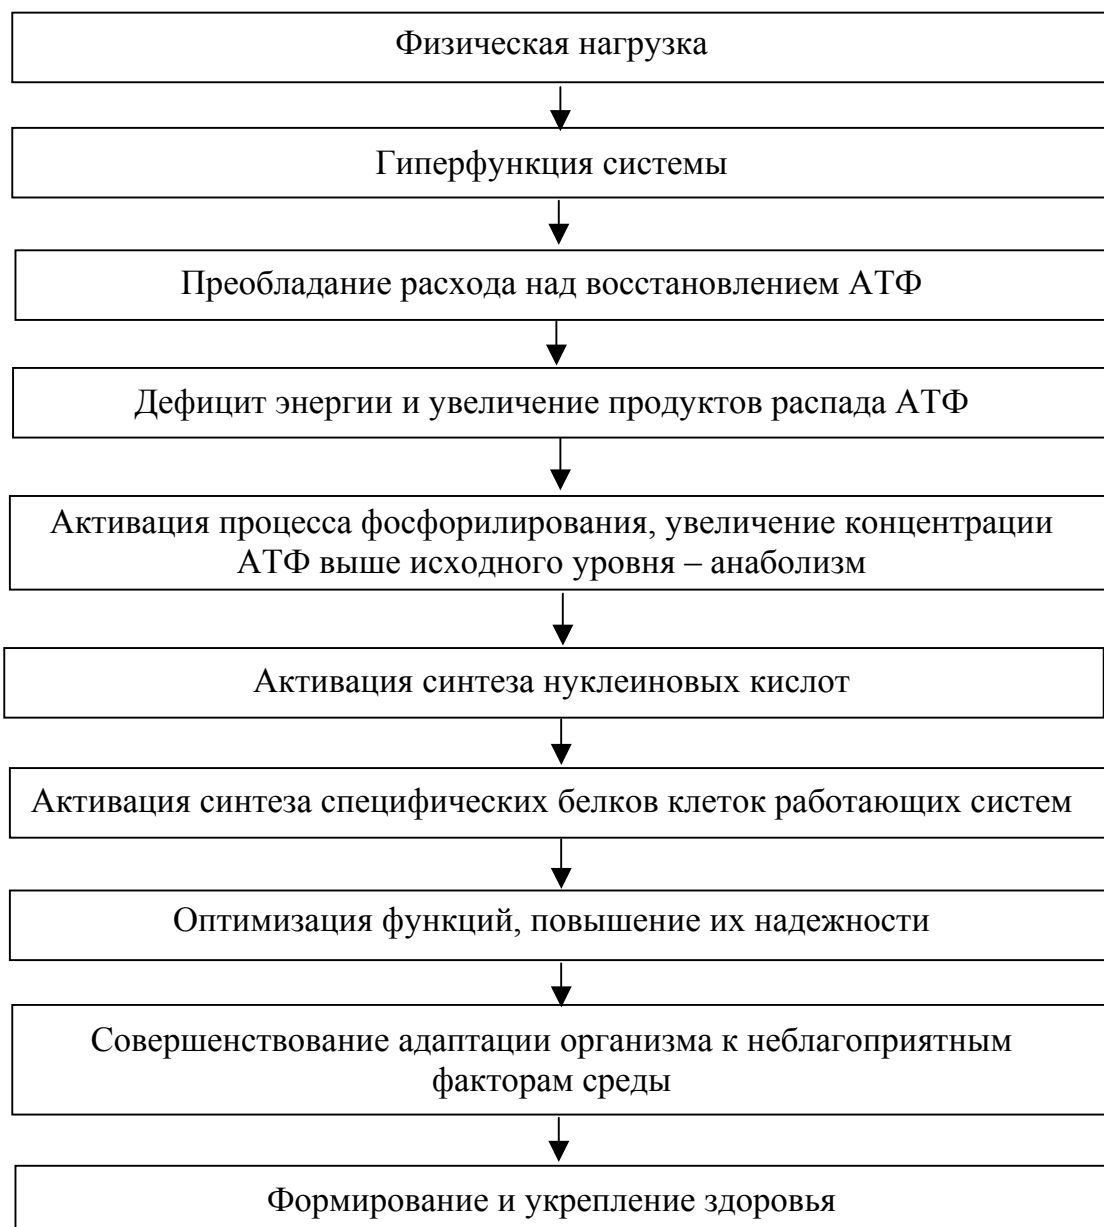 Физическая нагрузка
Гиперфункция системы
Преобладание расхода над восстановлением АТФ
Дефицит энергии и увеличение продуктов распада АТФ
Активация процесса фосфорилирования, увеличение концентрации
АТФ выше исходного уровня – анаболизм
Активация синтеза нуклеиновых кислот
Активация синтеза специфических белков клеток работающих систем
Оптимизация функций, повышение их надежности
Совершенствование адаптации организма к неблагоприятным
факторам среды
Формирование и укрепление здоровья